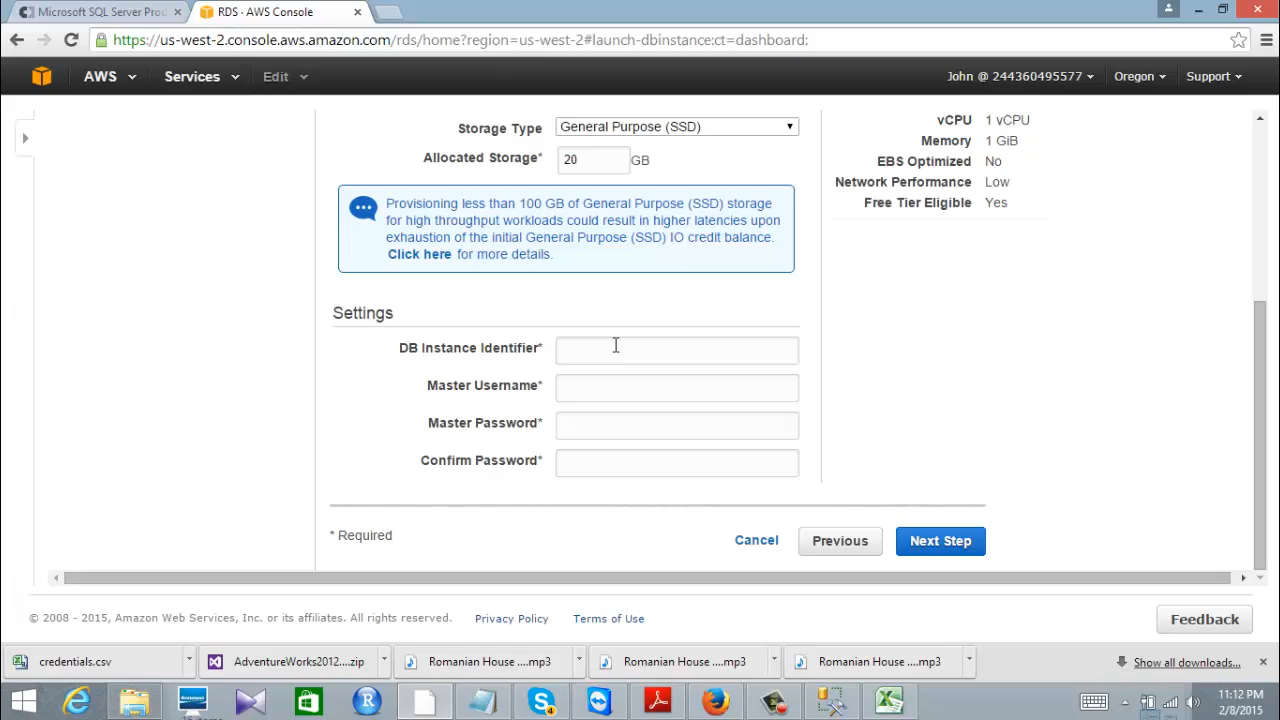 Microsoft SQL Server Prod
RDS · AWS Console
https://us-west-2.console.aws.amazon.com/rds/home?region=us-west-2#launch-dbinstance:ct=dashboard:
AWS
Services
Edit
John @ 244360495577
Oregon
Support
Storage Type
General Purpose (SSD)
Allocated Storage*
20
GB
Provisioning less than 100 GB of General Purpose (SSD) storage
for high throughput workloads could result in higher latencies upon
exhaustion of the initial General Purpose (SSD) IO credit balance.
Click here for more details.
vCPU 1 vCPU
Memory 1 GiB
EBS Optimized No
Network Performance Low
Free Tier Eligible Yes
Settings
DB Instance Identifier*
Master Username*
Master Password*
Confirm Password*
* Required
Cancel
Previous
Next Step
© 2008 - 2015, Amazon Web Services, Inc. or its affiliates. All rights reserved.
Privacy Policy
Terms of Use
Feedback
credentials.csv
AdventureWorks2012....zip
Romanian House ....mp3
Romanian House ....mp3
Romanian House ....mp3
Show all downloads...
4
11:12 PM
2/8/2015